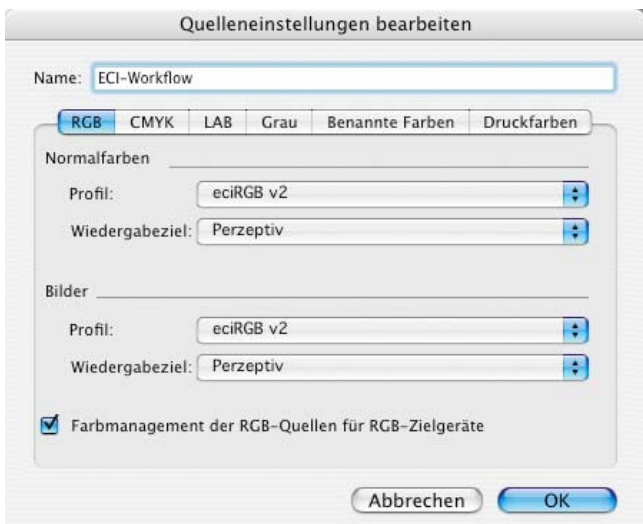 Quelleneinstellungen bearbeiten
Name: ECI-Workflow
RGB CMYK LAB Grau Benannte Farben Druckfarben
Normalfarben
Profil: eciRGB v2
Wiedergabeziel: Perzeptiv
Bilder
Profil: eciRGB v2
Wiedergabeziel: Perzeptiv
Farbmanagement der RGB-Quellen für RGB-Zielgeräte
Abbrechen OK